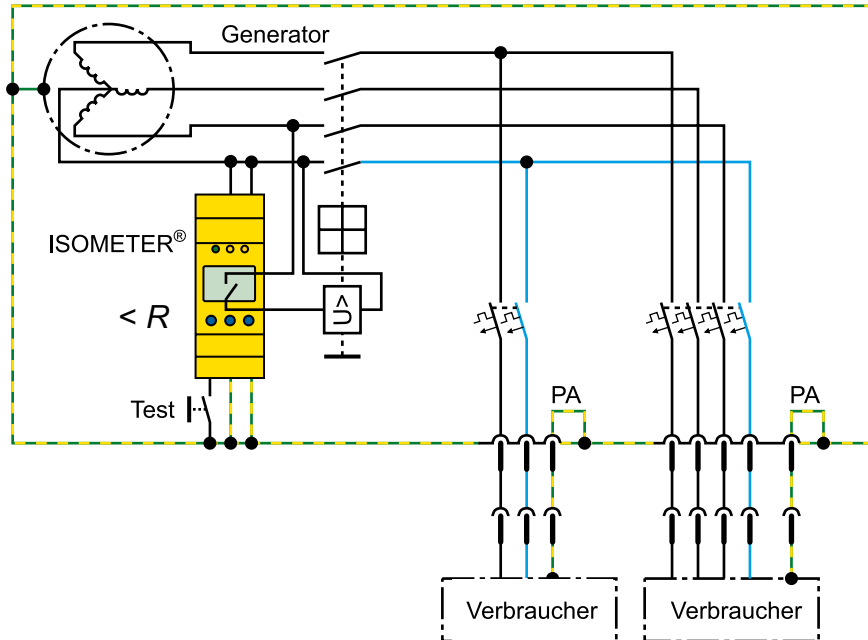 Generator
ISOMETER®
< R
U<
Test
PA
PA
Verbraucher
Verbraucher